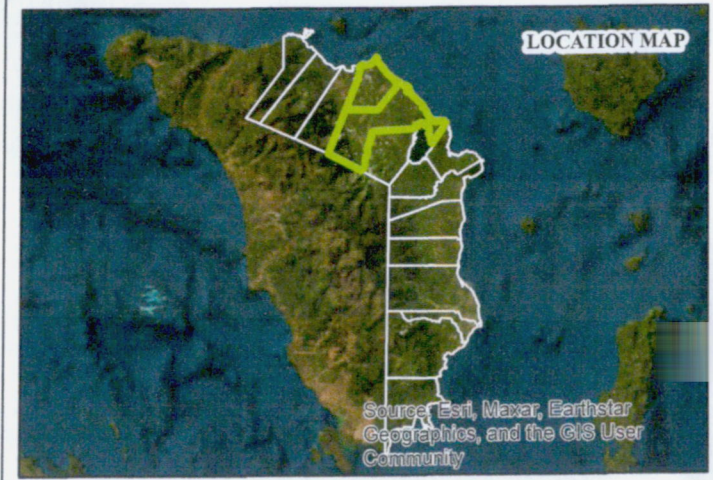 LOCATION MAP
Source: Esri, Maxar, Earthstar
Geographics, and the GIS User
Community